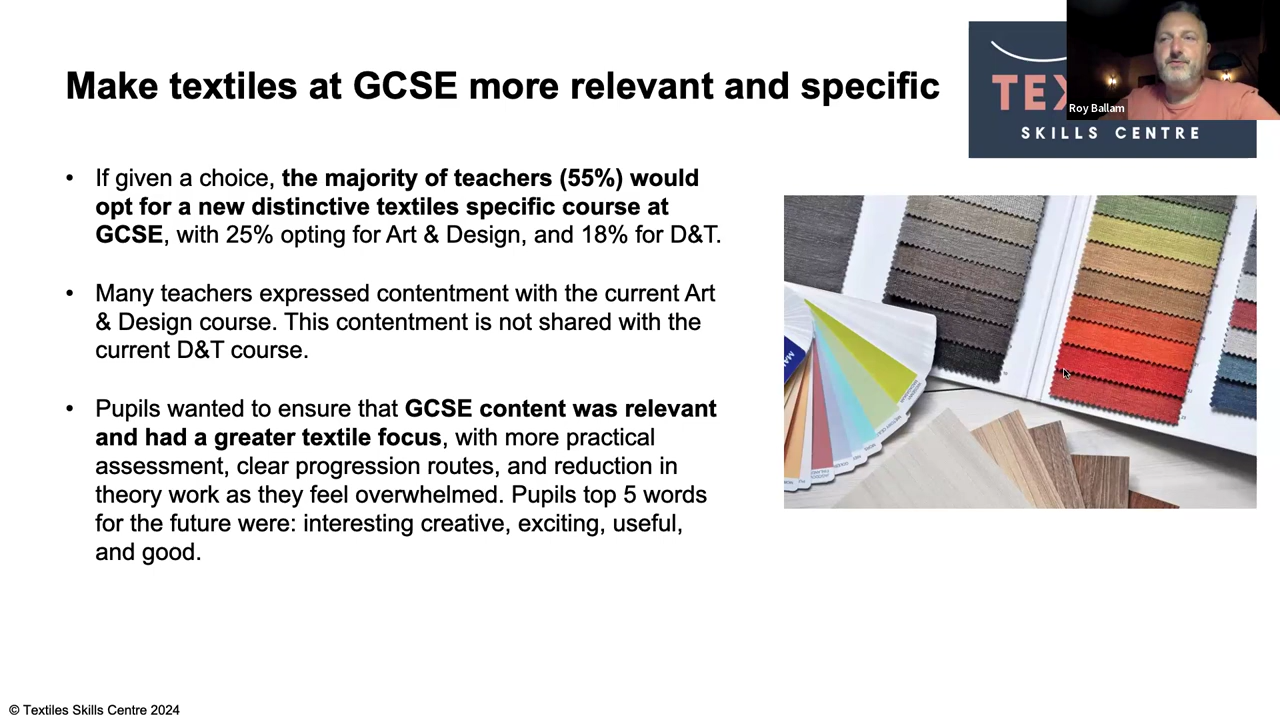 Make textiles at GCSE more relevant and specific
TEX
SKILLS CENTRE
Roy Ballam
• If given a choice, the majority of teachers (55%) would
opt for a new distinctive textiles specific course at
GCSE, with 25% opting for Art & Design, and 18% for D&T.
• Many teachers expressed contentment with the current Art
& Design course. This contentment is not shared with the
current D&T course.
• Pupils wanted to ensure that GCSE content was relevant
and had a greater textile focus, with more practical
assessment, clear progression routes, and reduction in
theory work as they feel overwhelmed. Pupils top 5 words
for the future were: interesting creative, exciting, useful,
and good.
© Textiles Skills Centre 2024